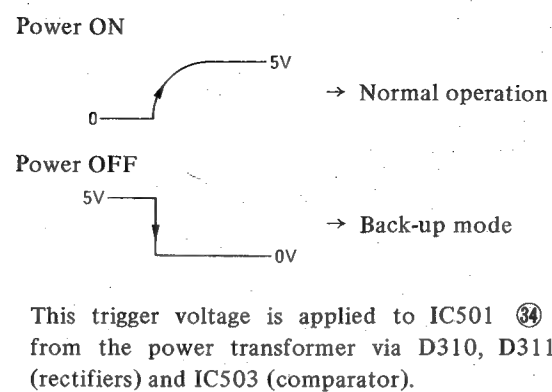 Power ON
5V
0
→ Normal operation
Power OFF
5V
0V
→ Back-up mode
This trigger voltage is applied to IC501 ㉞
from the power transformer via D310, D311
(rectifiers) and IC503 (comparator).